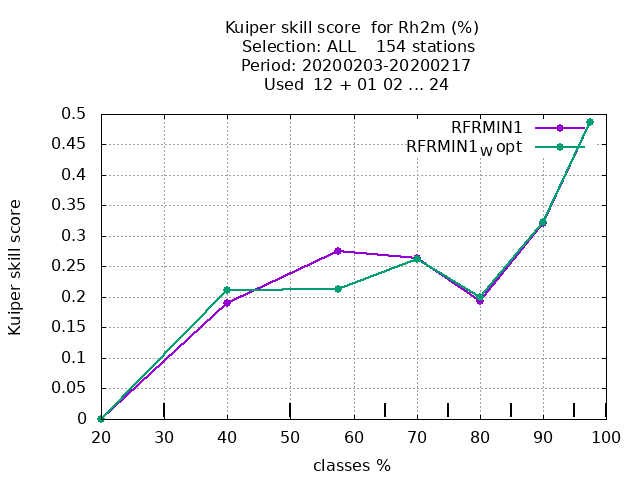 Kuiper skill score  for Rh2m (%)
Selection: ALL    154 stations
Period: 20200203-20200217
Used  12 + 01 02 ... 24
RFRMIN1
RFRMIN1w opt
0.5
0.45
0.4
0.35
0.3
0.25
0.2
0.15
0.1
0.05
0
Kuiper skill score
20 30 40 50 60 70 80 90 100
classes %